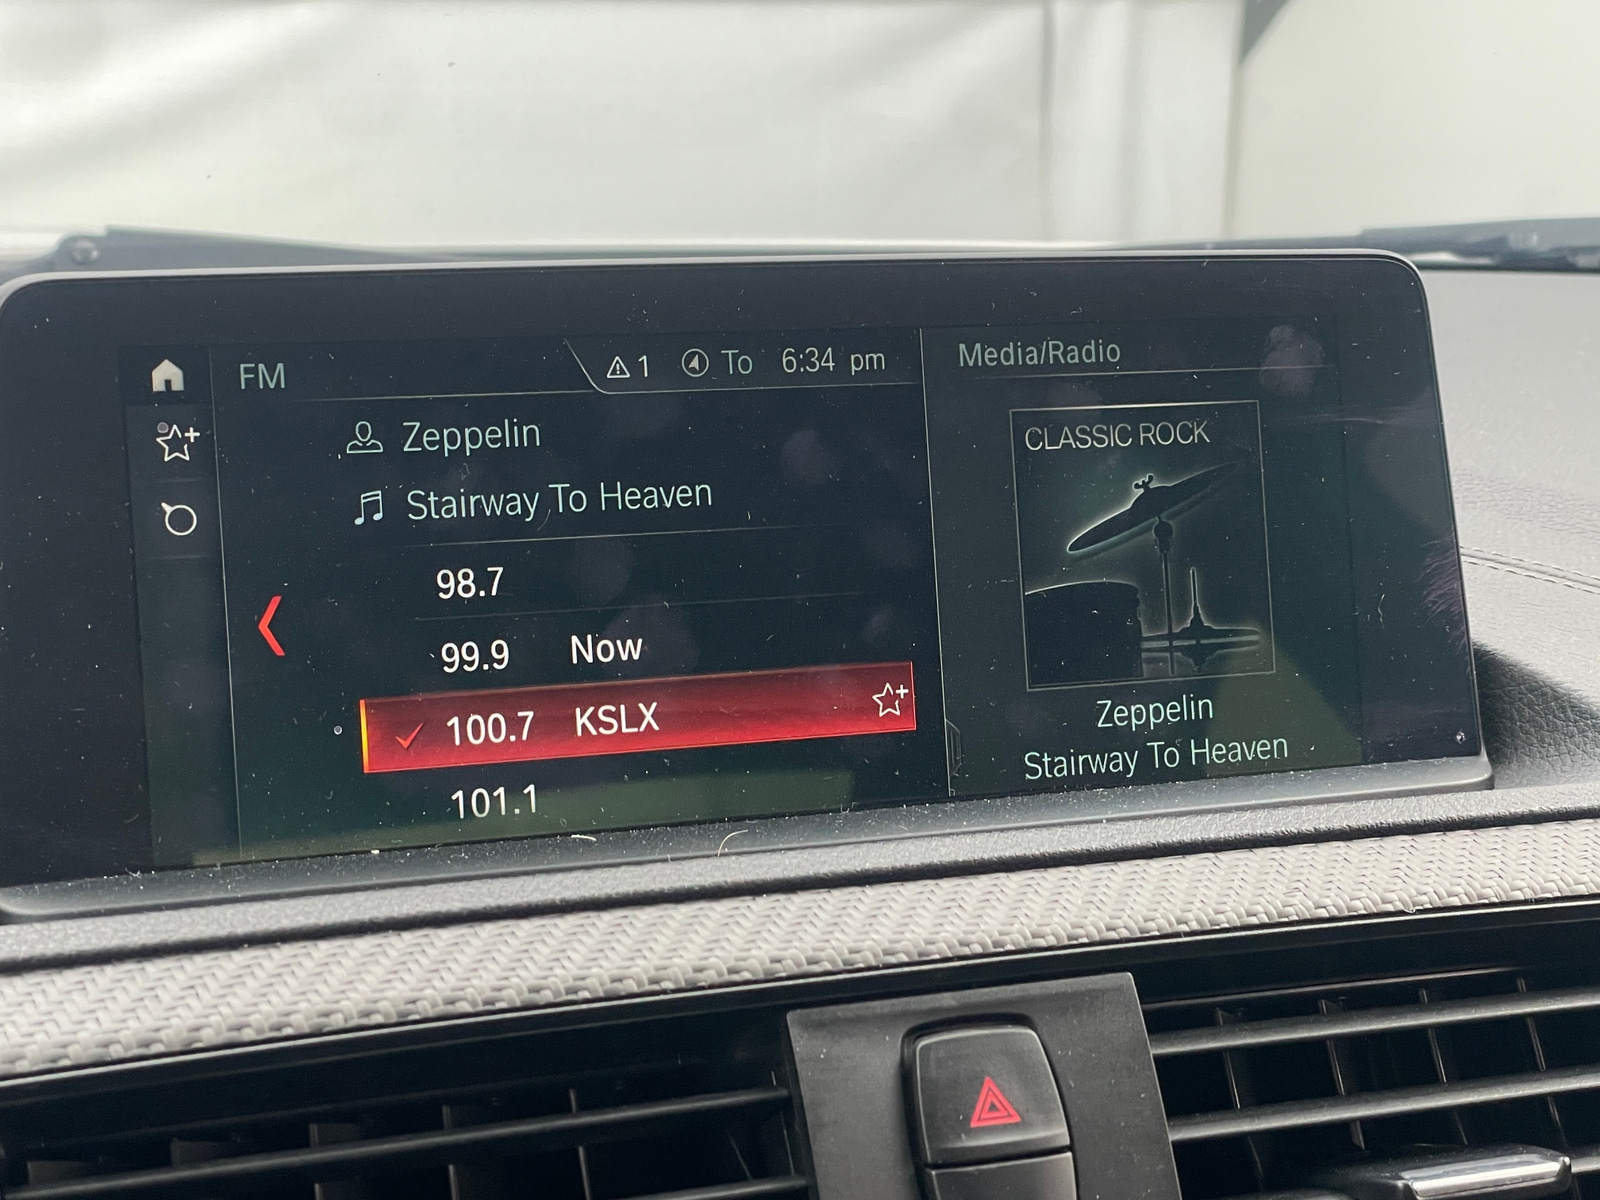 FM
1 To 6:34 pm
Zeppelin
Stairway To Heaven
98.7
99.9 Now
100.7 KSLX
101.1
Media/Radio
CLASSIC ROCK
Zeppelin
Stairway To Heaven